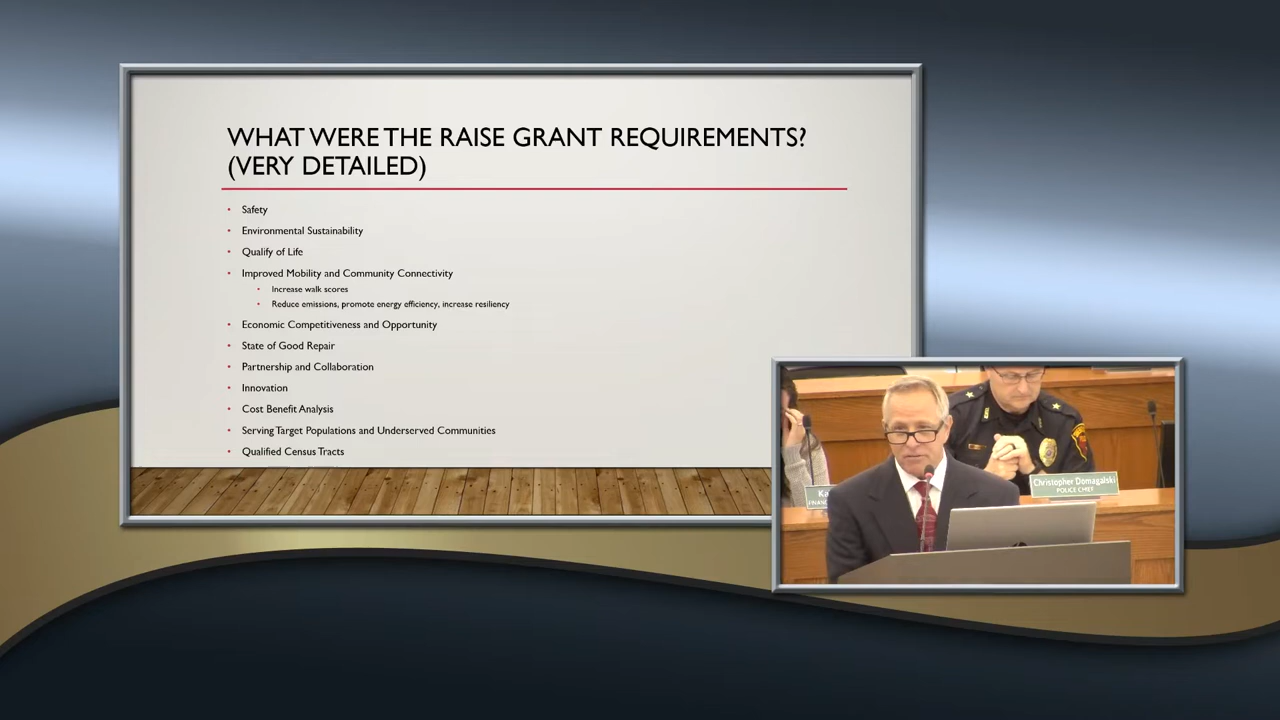 WHAT WERE THE RAISE GRANT REQUIREMENTS?
(VERY DETAILED)
• Safety
• Environmental Sustainability
• Qualify of Life
• Improved Mobility and Community Connectivity
• Increase walk scores
• Reduce emissions, promote energy efficiency, increase resiliency
• Economic Competitiveness and Opportunity
• State of Good Repair
• Partnership and Collaboration
• Innovation
• Cost Benefit Analysis
• Serving Target Populations and Underserved Communities
• Qualified Census Tracts
Christopher Domagalski
POLICE CHIEF